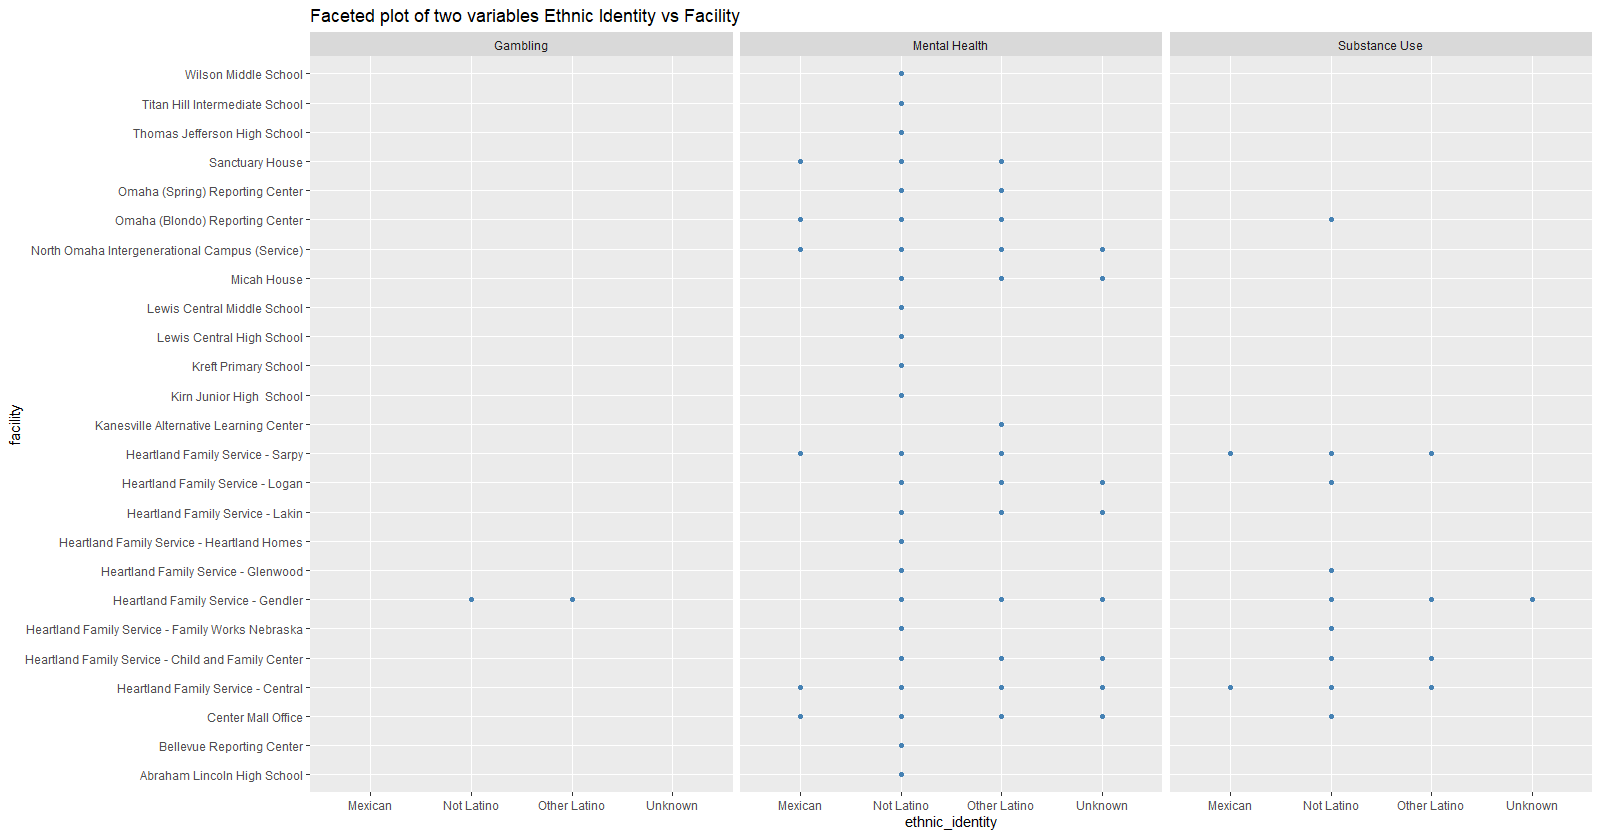 Faceted plot of two variables Ethnic Identity vs Facility
Gambling
Mental Health
Substance Use
Wilson Middle School
Titan Hill Intermediate School
Thomas Jefferson High School
Sanctuary House
Omaha (Spring) Reporting Center
Omaha (Blondo) Reporting Center
North Omaha Intergenerational Campus (Service)
Micah House
Lewis Central Middle School
Lewis Central High School
Kreft Primary School
Kirn Junior High  School
Kanesville Alternative Learning Center
Heartland Family Service - Sarpy
Heartland Family Service - Logan
Heartland Family Service - Lakin
Heartland Family Service - Heartland Homes
Heartland Family Service - Glenwood
Heartland Family Service - Gendler
Heartland Family Service - Family Works Nebraska
Heartland Family Service - Child and Family Center
Heartland Family Service - Central
Center Mall Office
Bellevue Reporting Center
Abraham Lincoln High School
facility
Mexican Not Latino Other Latino Unknown
Mexican Not Latino Other Latino Unknown
Mexican Not Latino Other Latino Unknown
ethnic_identity